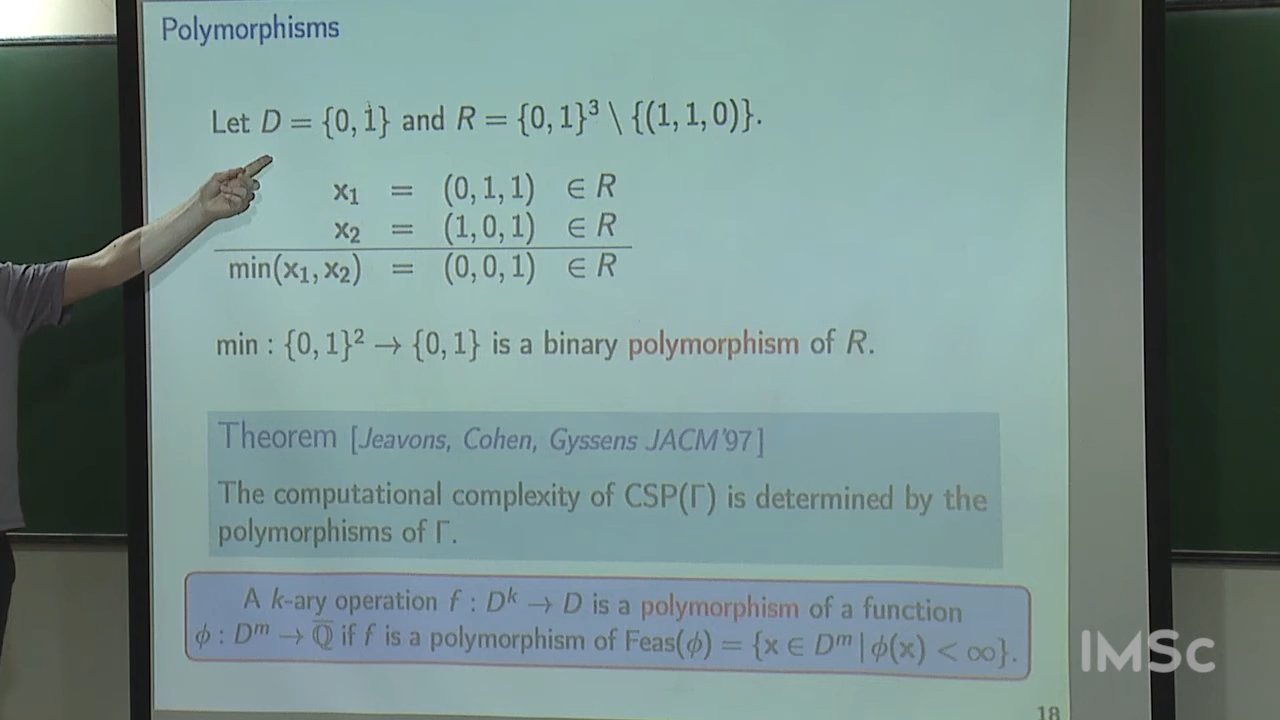 Polymorphisms
Let D = {0, 1} and R = {0, 1}³ \ {(1, 1, 0)}.
x₁ = (0, 1, 1) ∈ R
x₂ = (1, 0, 1) ∈ R
min(x₁, x₂) = (0, 0, 1) ∈ R
min : {0, 1}² → {0, 1} is a binary polymorphism of R.
Theorem [Jeavons, Cohen, Gyssens JACM'97]
The computational complexity of CSP(Γ) is determined by the
polymorphisms of Γ.
A k-ary operation f : Dᵏ → D is a polymorphism of a function
ϕ : Dᵐ → ℚ̅ if f is a polymorphism of Feas(ϕ) = {x ∈ Dᵐ | ϕ(x) < ∞}.
IMSc
18